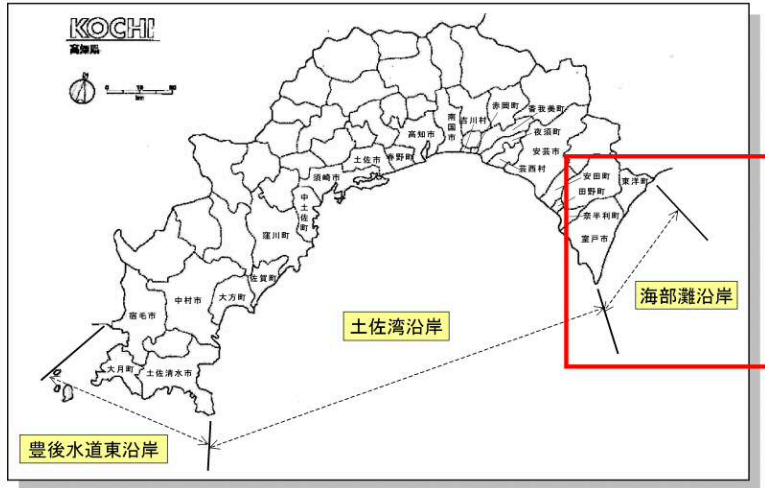 KOCHI
高知県
N
0 10 20
km
赤岡町
香我美町
吉川村
南国市
夜須町
高知市
安芸市
春野町
土佐市
芸西村
須崎市
安田町
東洋町
田野町
中土佐町
奈半利町
窪川町
室戸市
佐賀町
大方町
中村市
宿毛市
海部灘沿岸
土佐湾沿岸
大月町
土佐清水市
豊後水道東沿岸